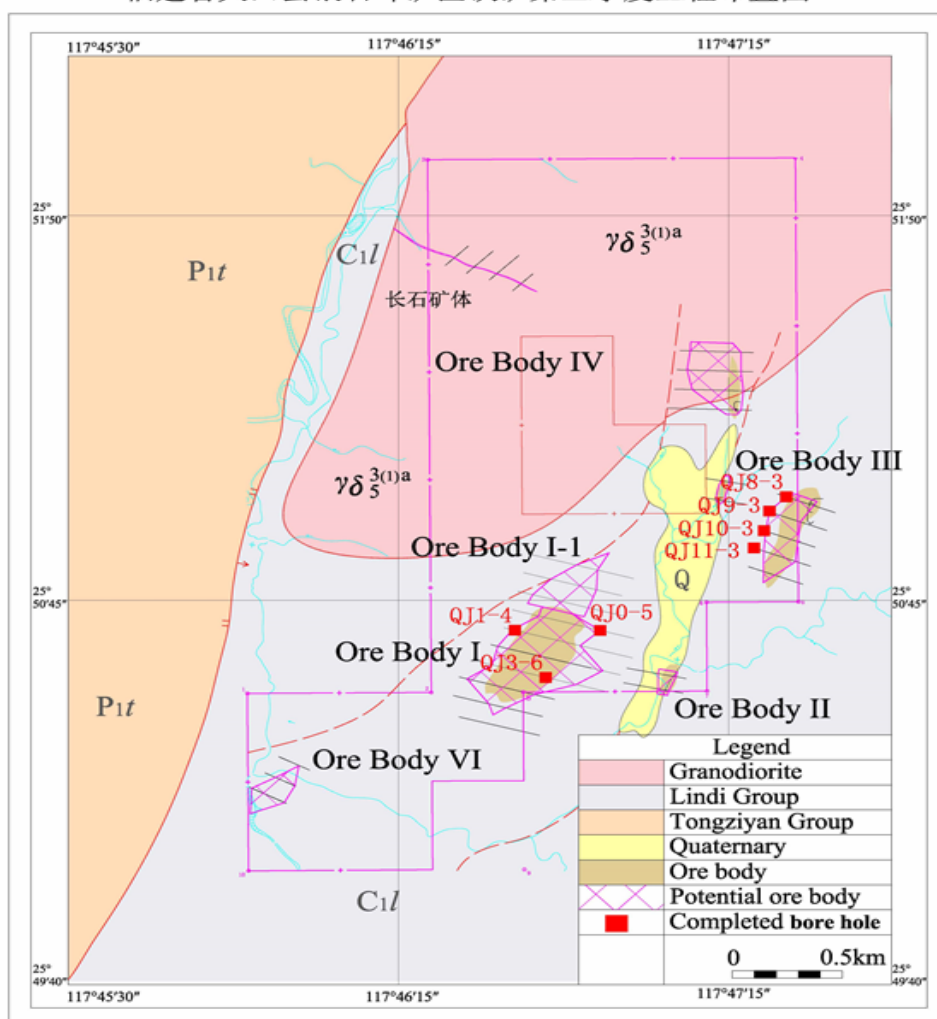 117°45′30″ 117°46′15″ 117°47′15″
25° 51′50″ 25° 51′50″
γδ₅³⁽¹⁾ᵃ
C₁l
P₁t
长石矿体
Ore Body IV
Ore Body III
γδ₅³⁽¹⁾ᵃ
QJ8-3
QJ9-3
QJ10-3
Ore Body I-1
QJ11-3
Q
25° 50′45″ 25° 50′45″
QJ1-4 QJ0-5
Ore Body I
QJ3-6
P₁t
Ore Body II
Ore Body VI
C₁l
Legend
Granodiorite
Lindi Group
Tongziyan Group
Quaternary
Ore body
Potential ore body
Completed bore hole
0 0.5km
25° 49′40″ 25° 49′40″
117°45′30″ 117°46′15″ 117°47′15″